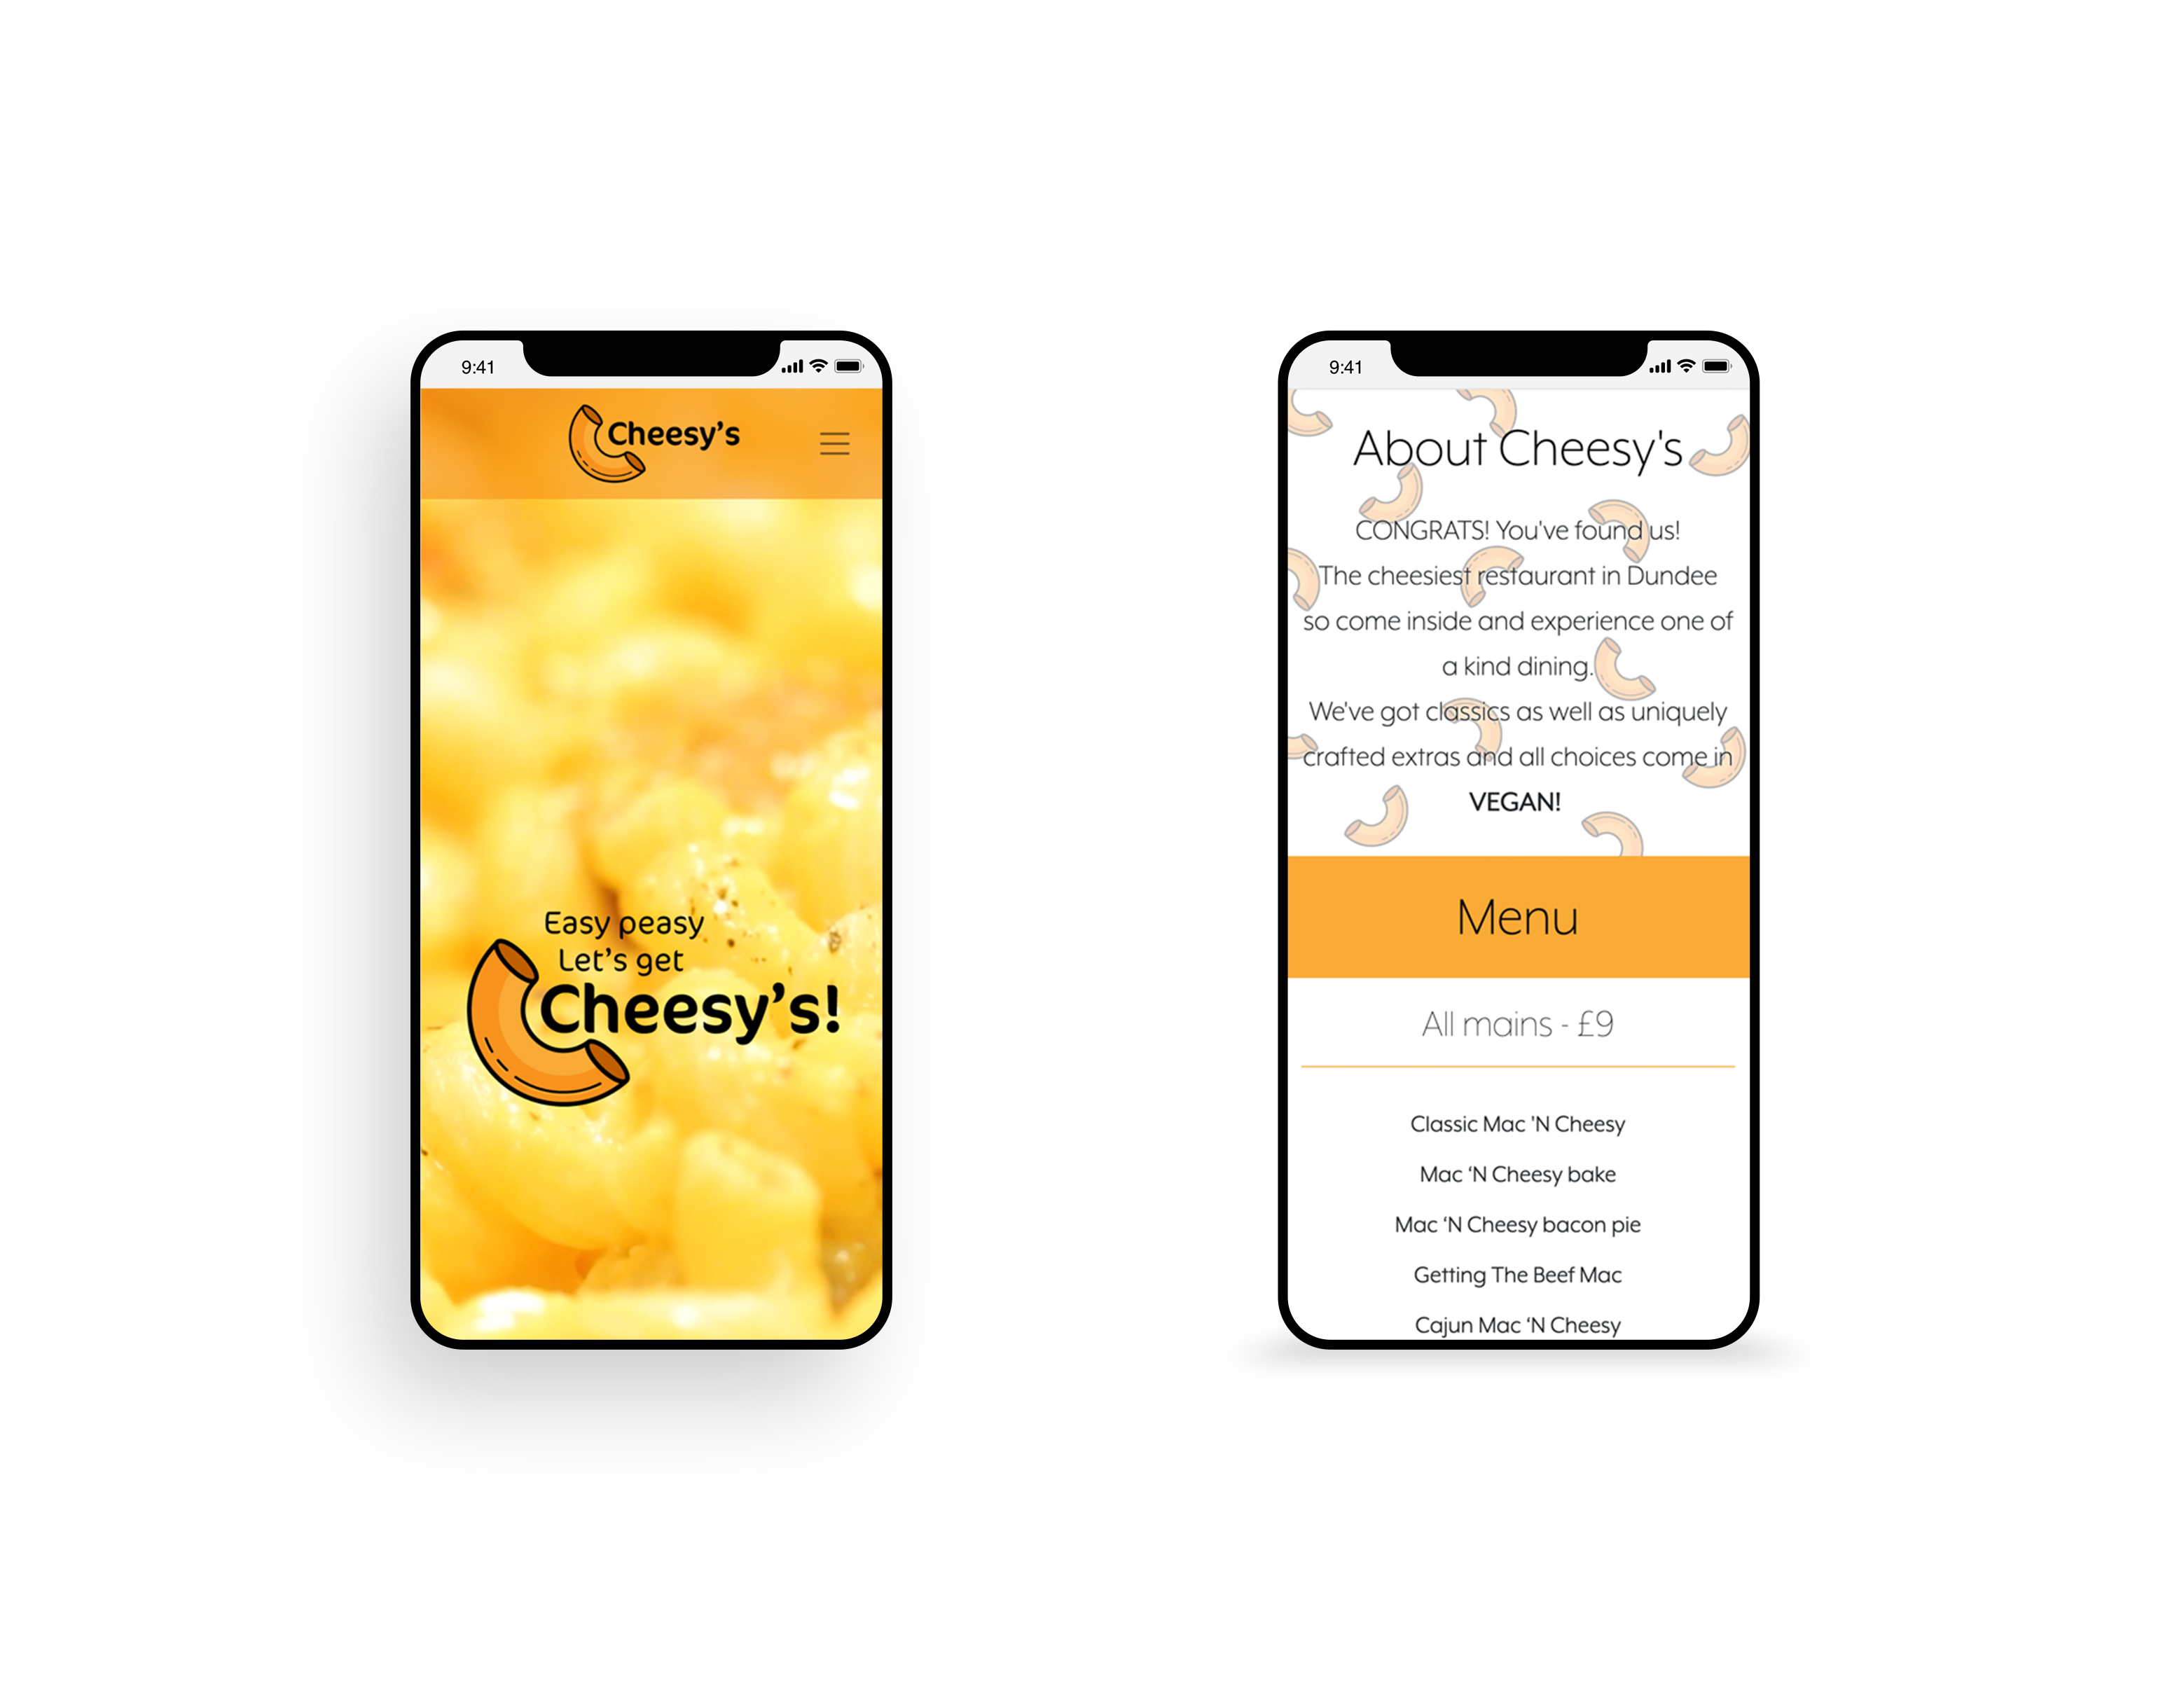 9:41
Cheesy’s
Easy peasy
Let’s get
Cheesy’s!
9:41
About Cheesy's
CONGRATS! You've found us!
The cheesiest restaurant in Dundee
so come inside and experience one of
a kind dining.
We've got classics as well as uniquely
crafted extras and all choices come in
VEGAN!
Menu
All mains - £9
Classic Mac 'N Cheesy
Mac ‘N Cheesy bake
Mac ‘N Cheesy bacon pie
Getting The Beef Mac
Cajun Mac ‘N Cheesy